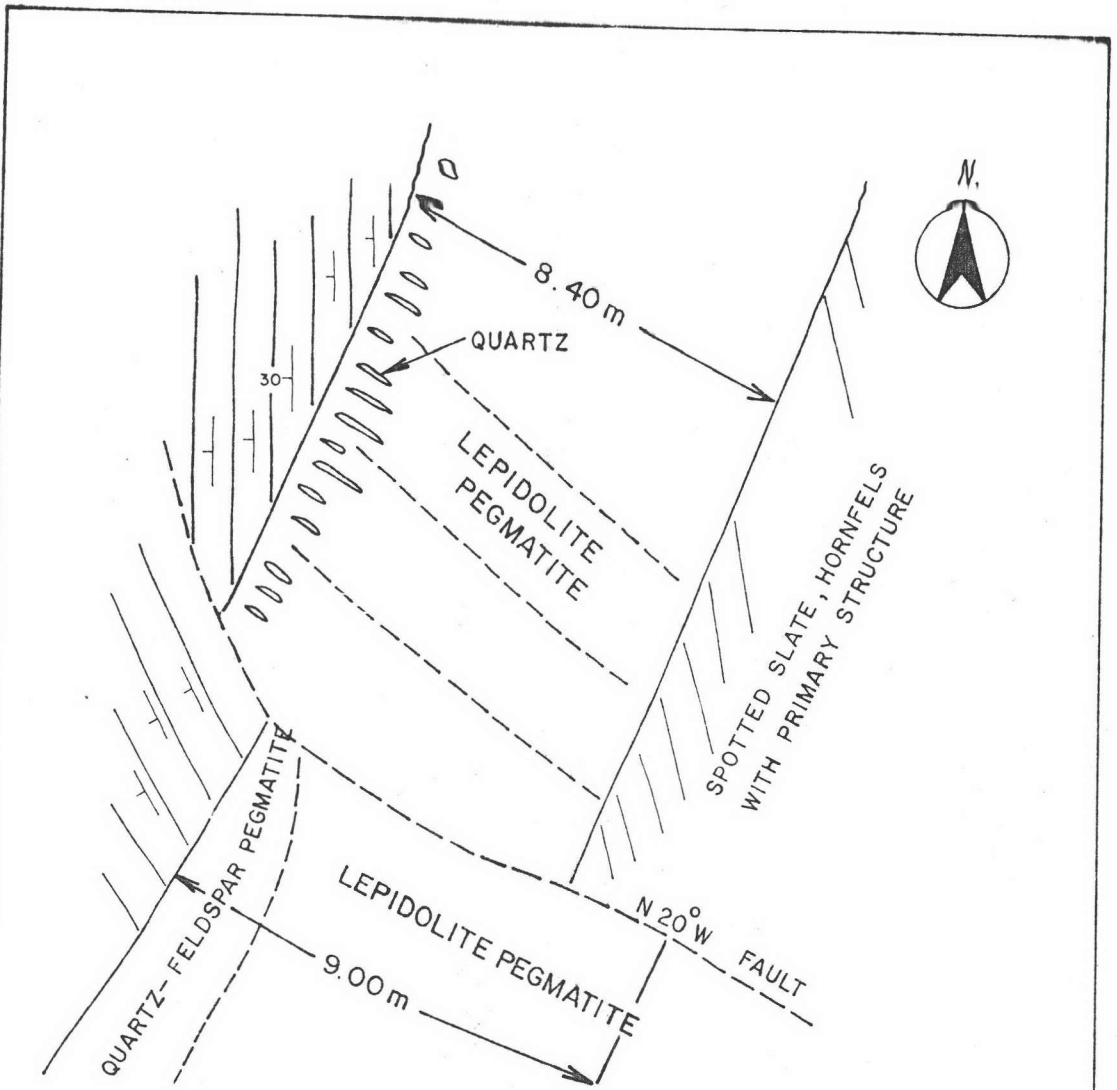 N.
8.40 m
QUARTZ
30
LEPIDOLITE
PEGMATITE
SPOTTED SLATE, HORNFELS
WITH PRIMARY STRUCTURE
QUARTZ-FELDSPAR PEGMATITE
LEPIDOLITE PEGMATITE
N 20° W FAULT
9.00 m